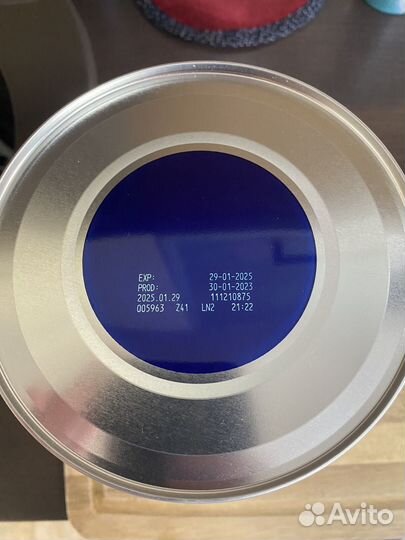 EXP: 29-01-2025
PROD: 30-01-2023
2025.01.29 111210875
005963 Z41 LN2 21:22
Avito